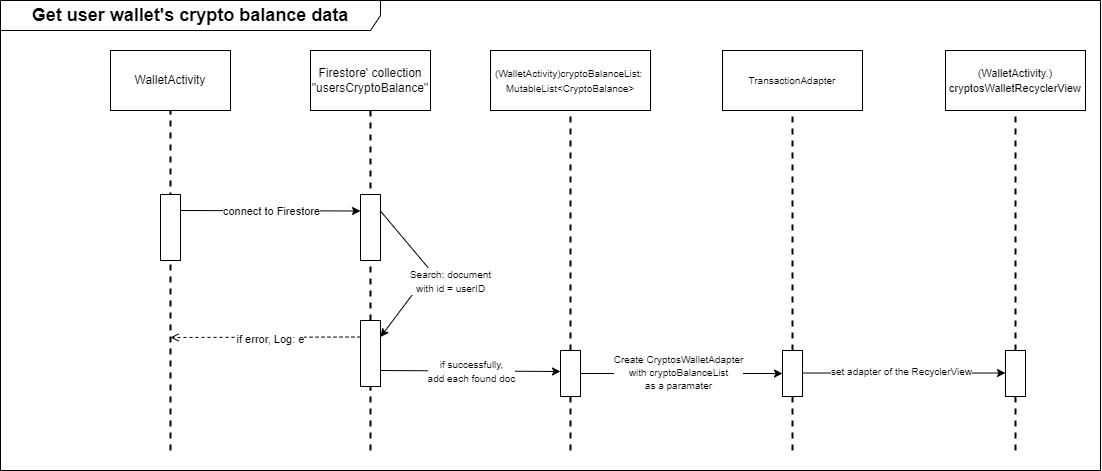 Get user wallet's crypto balance data
WalletActivity
Firestore' collection
"usersCryptoBalance"
(WalletActivity)cryptoBalanceList:
MutableList<CryptoBalance>
TransactionAdapter
(WalletActivity.)
cryptosWalletRecyclerView
connect to Firestore
Search: document
with id = userID
if error, Log: e
if successfully,
add each found doc
Create CryptosWalletAdapter
with cryptoBalanceList
as a paramater
set adapter of the RecyclerView